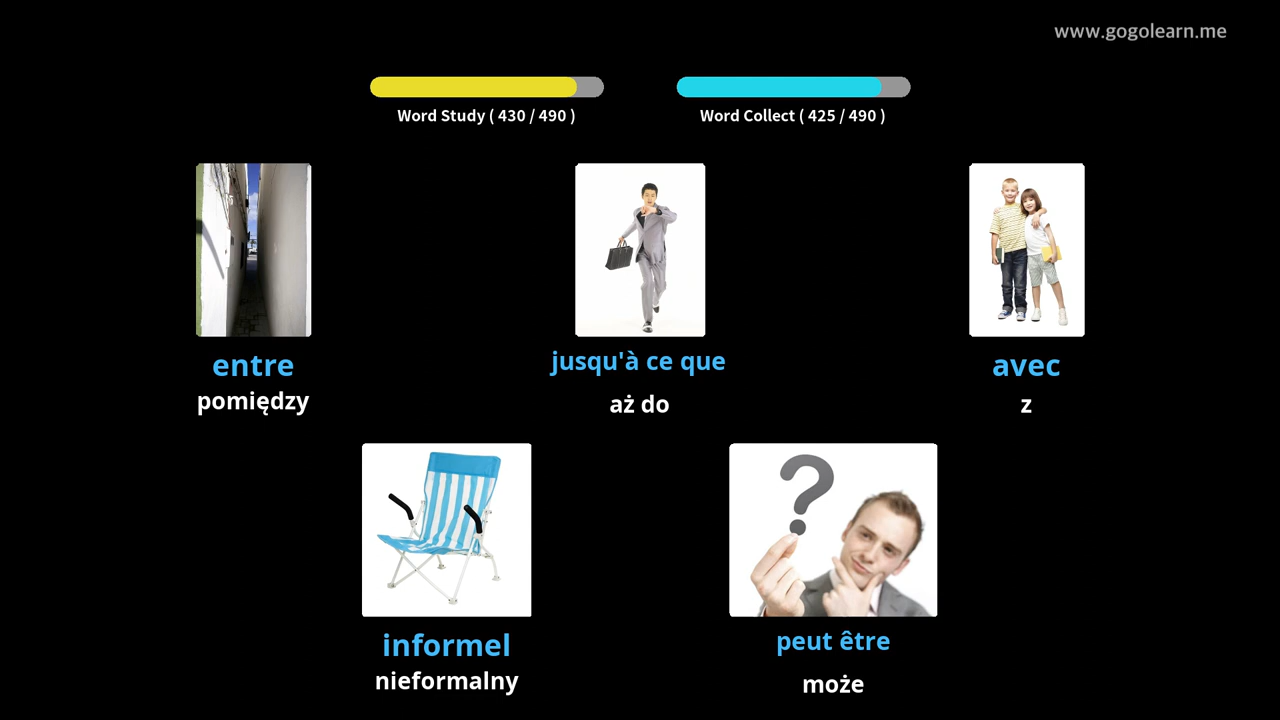 www.gogolearn.me
Word Study ( 430 / 490 )
Word Collect ( 425 / 490 )
entre
pomiędzy
jusqu'à ce que
aż do
avec
z
informel
nieformalny
peut être
może